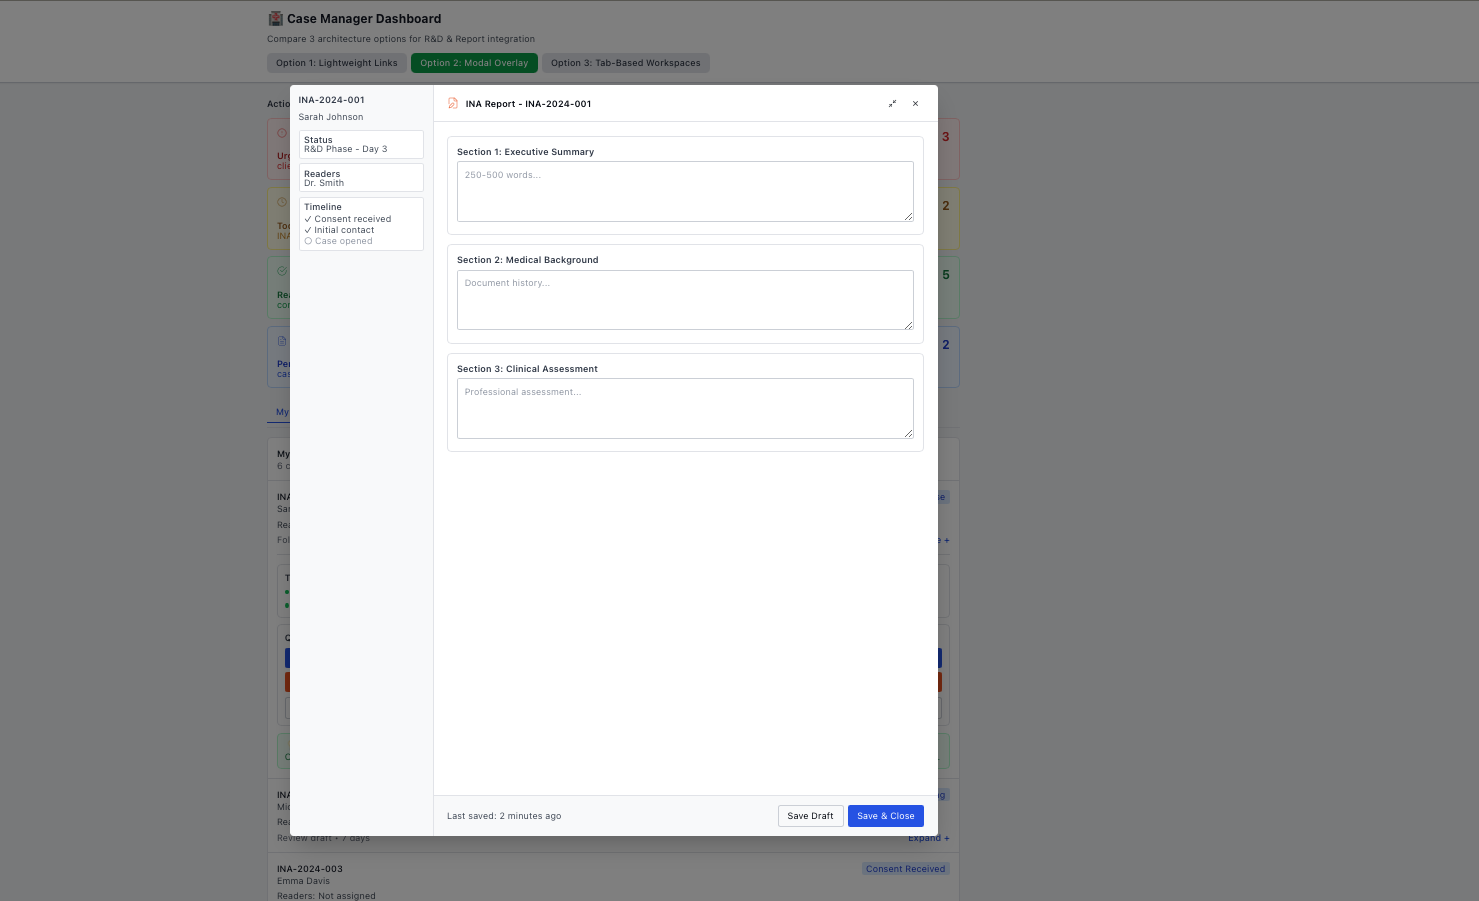 Case Manager Dashboard
Compare 3 architecture options for R&D & Report integration
Option 1: Lightweight Links
Option 2: Modal Overlay
Option 3: Tab-Based Workspaces
INA-2024-001
Sarah Johnson
Status
R&D Phase - Day 3
Readers
Dr. Smith
Timeline
✓ Consent received
✓ Initial contact
○ Case opened
INA Report - INA-2024-001
Section 1: Executive Summary
250-500 words...
Section 2: Medical Background
Document history...
Section 3: Clinical Assessment
Professional assessment...
Last saved: 2 minutes ago
Save Draft
Save & Close
3
2
5
2
My
My
INA
Review draft • 7 days
Expand +
INA-2024-003
Consent Received
Emma Davis
Readers: Not assigned